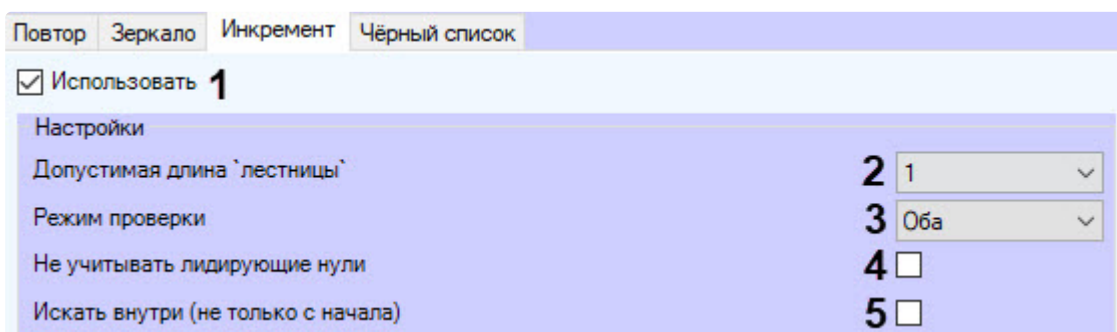 Повтор Зеркало Инкремент Чёрный список
Использовать 1
Настройки
Допустимая длина `лестницы` 2 1
Режим проверки 3 Оба
Не учитывать лидирующие нули 4
Искать внутри (не только с начала) 5